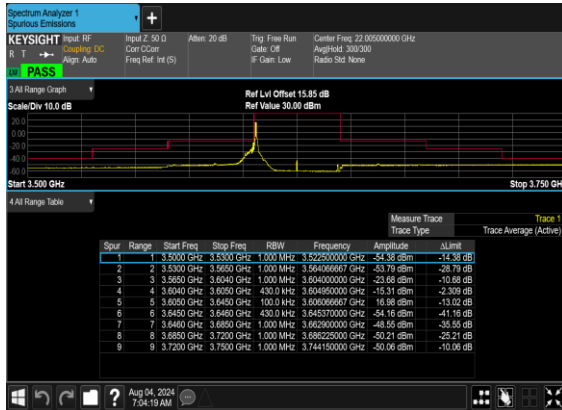 Spectrum Analyzer 1
Spurious Emissions
+
KEYSIGHT Input: RF Input Z: 50 Ω Atten: 20 dB Trig: Free Run Center Freq: 22.005000000 GHz
R T Coupling: DC Corr CCorr Gate: Off Avg|Hold: 300/300
Align: Auto Freq Ref: Int (S) IF Gain: Low Radio Std: None
PASS
3 All Range Graph
Ref Lvl Offset 15.85 dB
Scale/Div 10.0 dB Ref Value 30.00 dBm
20.0
0.00
-20.0
-40.0
-60.0
Start 3.500 GHz Stop 3.750 GH
4 All Range Table
Measure Trace Trace 1
Trace Type Trace Average (Active)
Spur Range Start Freq Stop Freq RBW Frequency Amplitude ΔLimit
1 1 3.5000 GHz 3.5300 GHz 1.000 MHz 3.522500000 GHz -54.38 dBm -14.38 dB
2 2 3.5300 GHz 3.5650 GHz 1.000 MHz 3.564066667 GHz -53.79 dBm -28.79 dB
3 3 3.5650 GHz 3.6040 GHz 1.000 MHz 3.604000000 GHz -23.68 dBm -10.68 dB
4 4 3.6040 GHz 3.6050 GHz 430.0 kHz 3.604950000 GHz -15.31 dBm -2.309 dB
5 5 3.6050 GHz 3.6450 GHz 100.0 kHz 3.606066667 GHz 16.98 dBm -13.02 dB
6 6 3.6450 GHz 3.6460 GHz 430.0 kHz 3.645370000 GHz -54.16 dBm -41.16 dB
7 7 3.6460 GHz 3.6850 GHz 1.000 MHz 3.662900000 GHz -48.55 dBm -35.55 dB
8 8 3.6850 GHz 3.7200 GHz 1.000 MHz 3.686225000 GHz -50.21 dBm -25.21 dB
9 9 3.7200 GHz 3.7500 GHz 1.000 MHz 3.744150000 GHz -50.06 dBm -10.06 dB
? Aug 04, 2024
7:04:19 AM